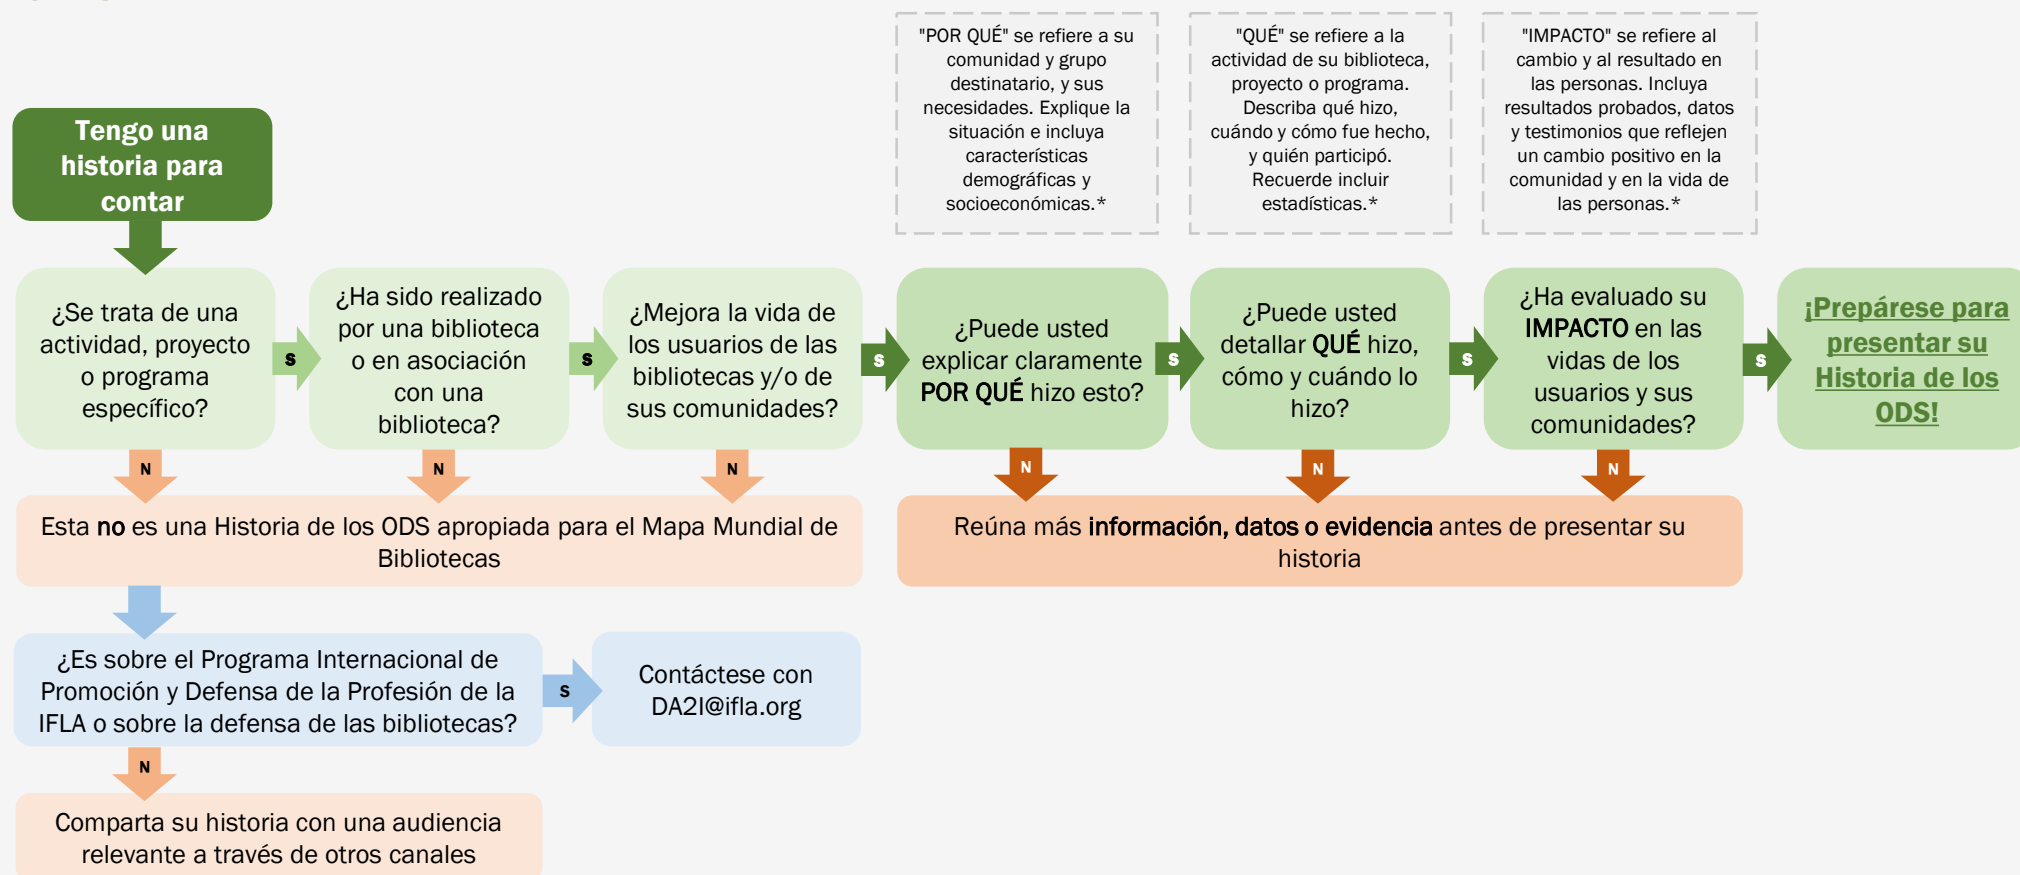 "POR QUÉ" se refiere a su
comunidad y grupo
destinatario, y sus
necesidades. Explique la
situación e incluya
características
demográficas y
socioeconómicas.*
"QUÉ" se refiere a la
actividad de su biblioteca,
proyecto o programa.
Describa qué hizo,
cuándo y cómo fue hecho,
y quién participó.
Recuerde incluir
estadísticas.*
"IMPACTO" se refiere al
cambio y al resultado en
las personas. Incluya
resultados probados, datos
y testimonios que reflejen
un cambio positivo en la
comunidad y en la vida de
las personas.*
Tengo una
historia para
contar
¿Se trata de una
actividad, proyecto
o programa
específico?
S
¿Ha sido realizado
por una biblioteca
o en asociación
con una
biblioteca?
S
¿Mejora la vida de
los usuarios de las
bibliotecas y/o de
sus comunidades?
S
¿Puede usted
explicar claramente
POR QUÉ hizo esto?
S
¿Puede usted
detallar QUÉ hizo,
cómo y cuándo lo
hizo?
S
¿Ha evaluado su
IMPACTO en las
vidas de los
usuarios y sus
comunidades?
S
¡Prepárese para
presentar su
Historia de los
ODS!
N
N
N
N
N
N
Esta no es una Historia de los ODS apropiada para el Mapa Mundial de
Bibliotecas
Reúna más información, datos o evidencia antes de presentar su
historia
¿Es sobre el Programa Internacional de
Promoción y Defensa de la Profesión de la
IFLA o sobre la defensa de las bibliotecas?
S
Contáctese con
DA2I@ifla.org
N
Comparta su historia con una audiencia
relevante a través de otros canales